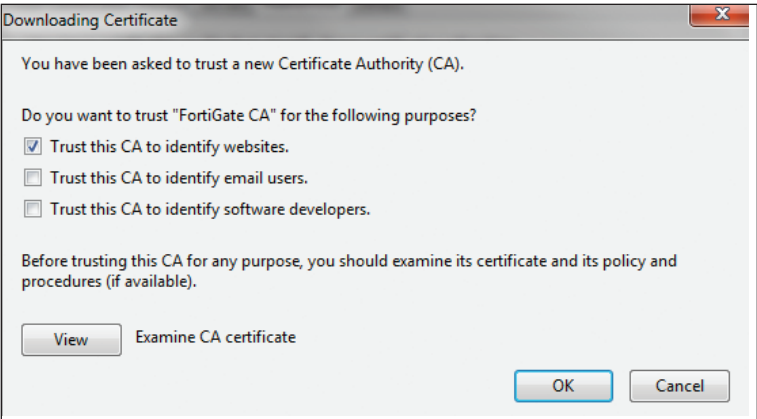 Downloading Certificate
You have been asked to trust a new Certificate Authority (CA).
Do you want to trust "FortiGate CA" for the following purposes?
Trust this CA to identify websites.
Trust this CA to identify email users.
Trust this CA to identify software developers.
Before trusting this CA for any purpose, you should examine its certificate and its policy and
procedures (if available).
View Examine CA certificate
OK Cancel